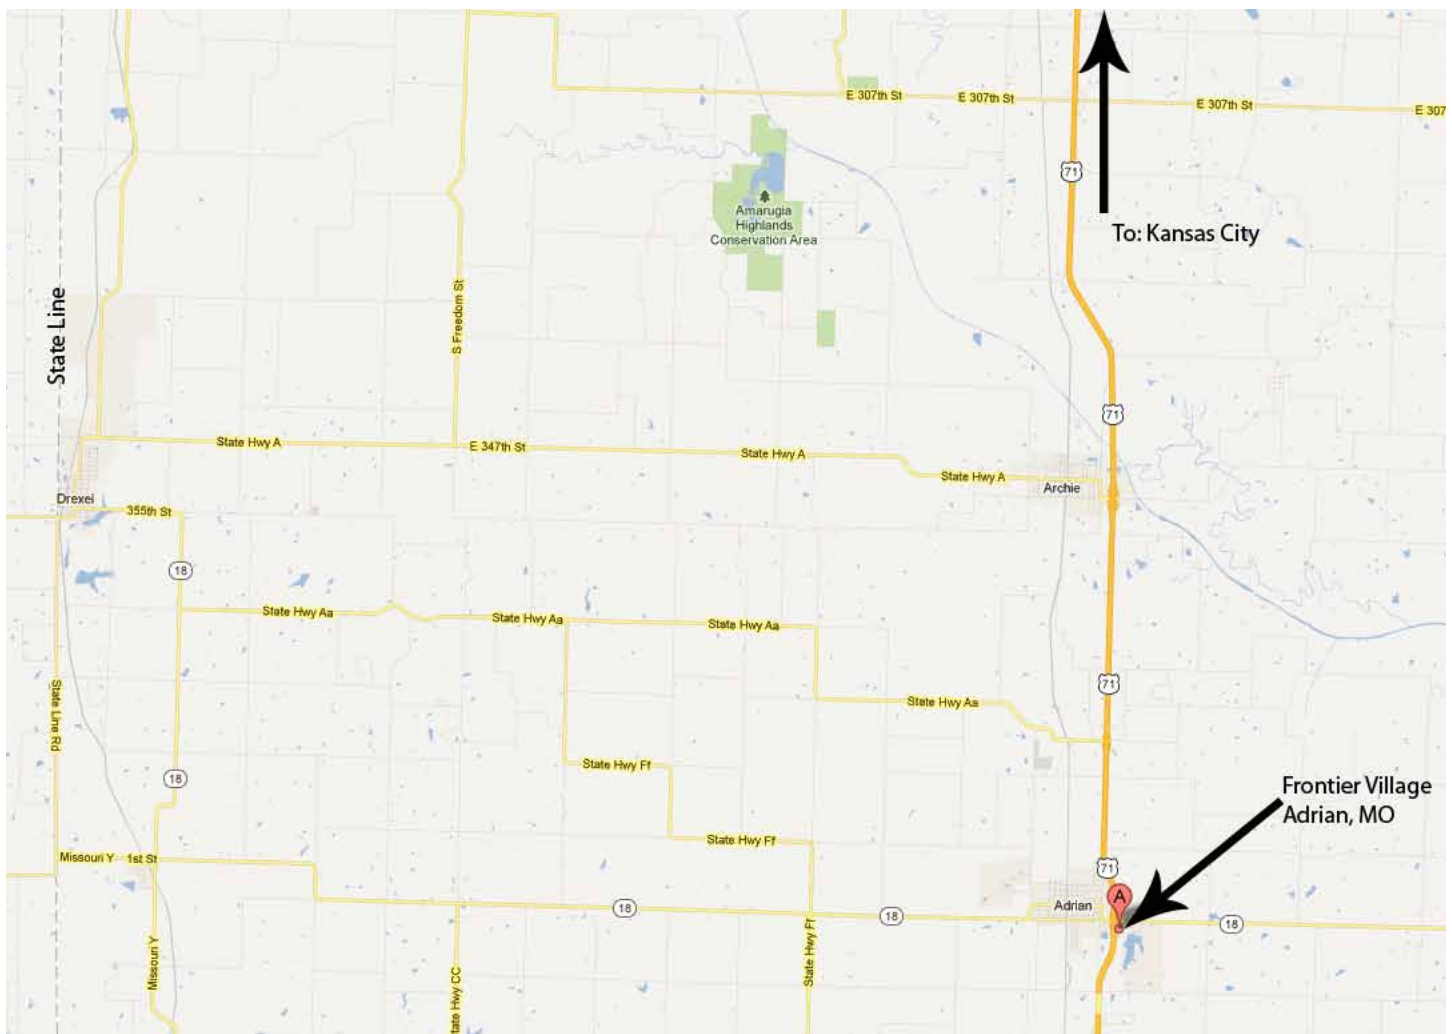 E 307th St
E 307th St
E 307th St
E 307
71
To: Kansas City
Amarugia
Highlands
Conservation Area
State Line
S Freedom St
71
State Hwy A
E 347th St
State Hwy A
State Hwy A
Archie
Drexel
355th St
18
State Hwy Aa
State Hwy Aa
State Hwy Aa
71
State Hwy Aa
State Line Rd
18
State Hwy Ff
Frontier Village
Adrian, MO
State Hwy Ff
Missouri Y
1st St
71
A
Adrian
18
18
18
State Hwy Ff
Missouri Y
tate Hwy CC